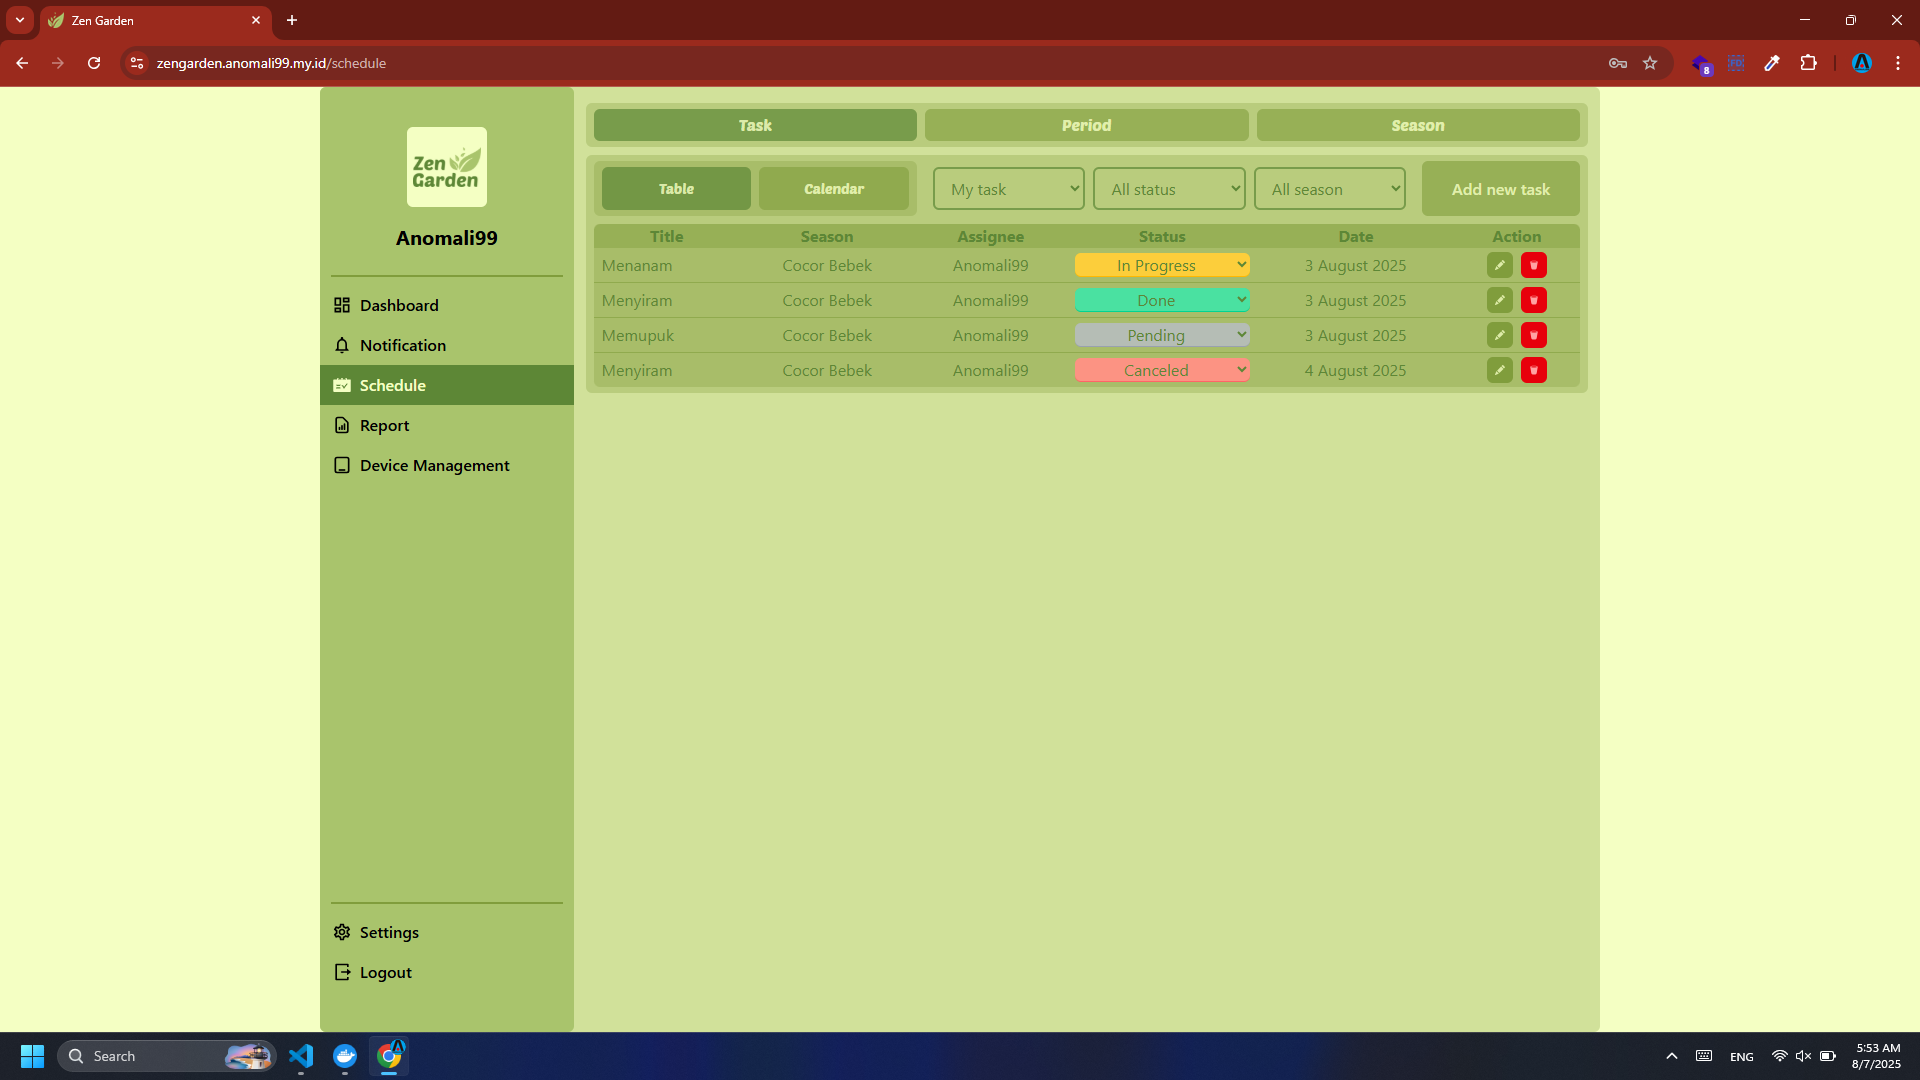 Zen Garden
zengarden.anomali99.my.id/schedule
8
Zen
Garden
Anomali99
Dashboard
Notification
Schedule
Report
Device Management
Settings
Logout
Task Period Season
Table Calendar My task All status All season Add new task
Title Season Assignee Status Date Action
Menanam Cocor Bebek Anomali99 In Progress 3 August 2025
Menyiram Cocor Bebek Anomali99 Done 3 August 2025
Memupuk Cocor Bebek Anomali99 Pending 3 August 2025
Menyiram Cocor Bebek Anomali99 Canceled 4 August 2025
Search
ENG
5:53 AM
8/7/2025